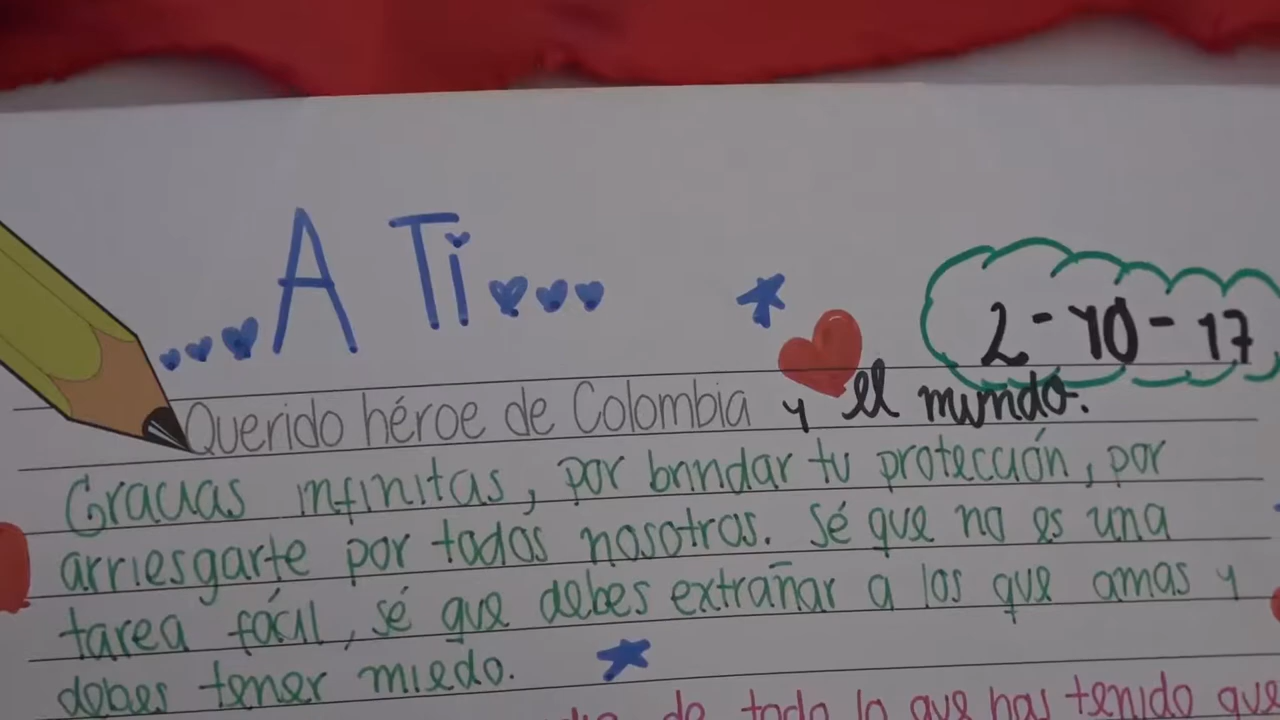 A Ti
2-10-17
Querido héroe de Colombia y el mundo.
Gracias infinitas, por brindar tu protección, por
arriesgarte por todos nosotros. Sé que no es una
tarea fácil, sé que debes extrañar a los que amas y
debes tener miedo.
de todo lo que has tenido que